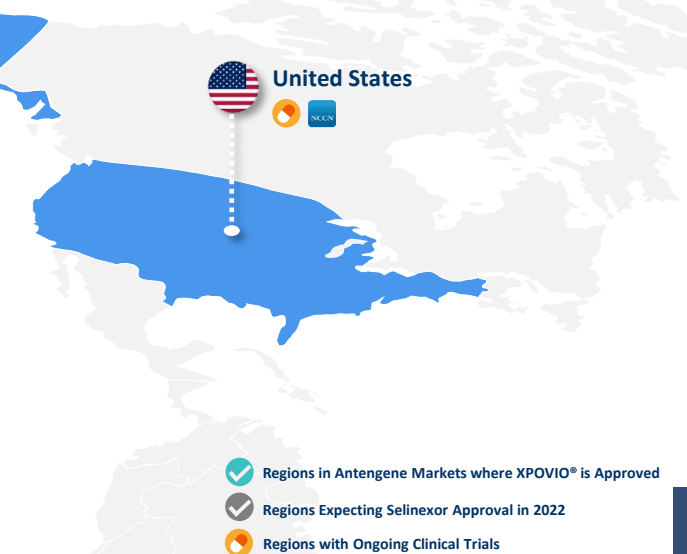 United States
NCCN
Regions in Antengene Markets where XPOVIO® is Approved
Regions Expecting Selinexor Approval in 2022
Regions with Ongoing Clinical Trials